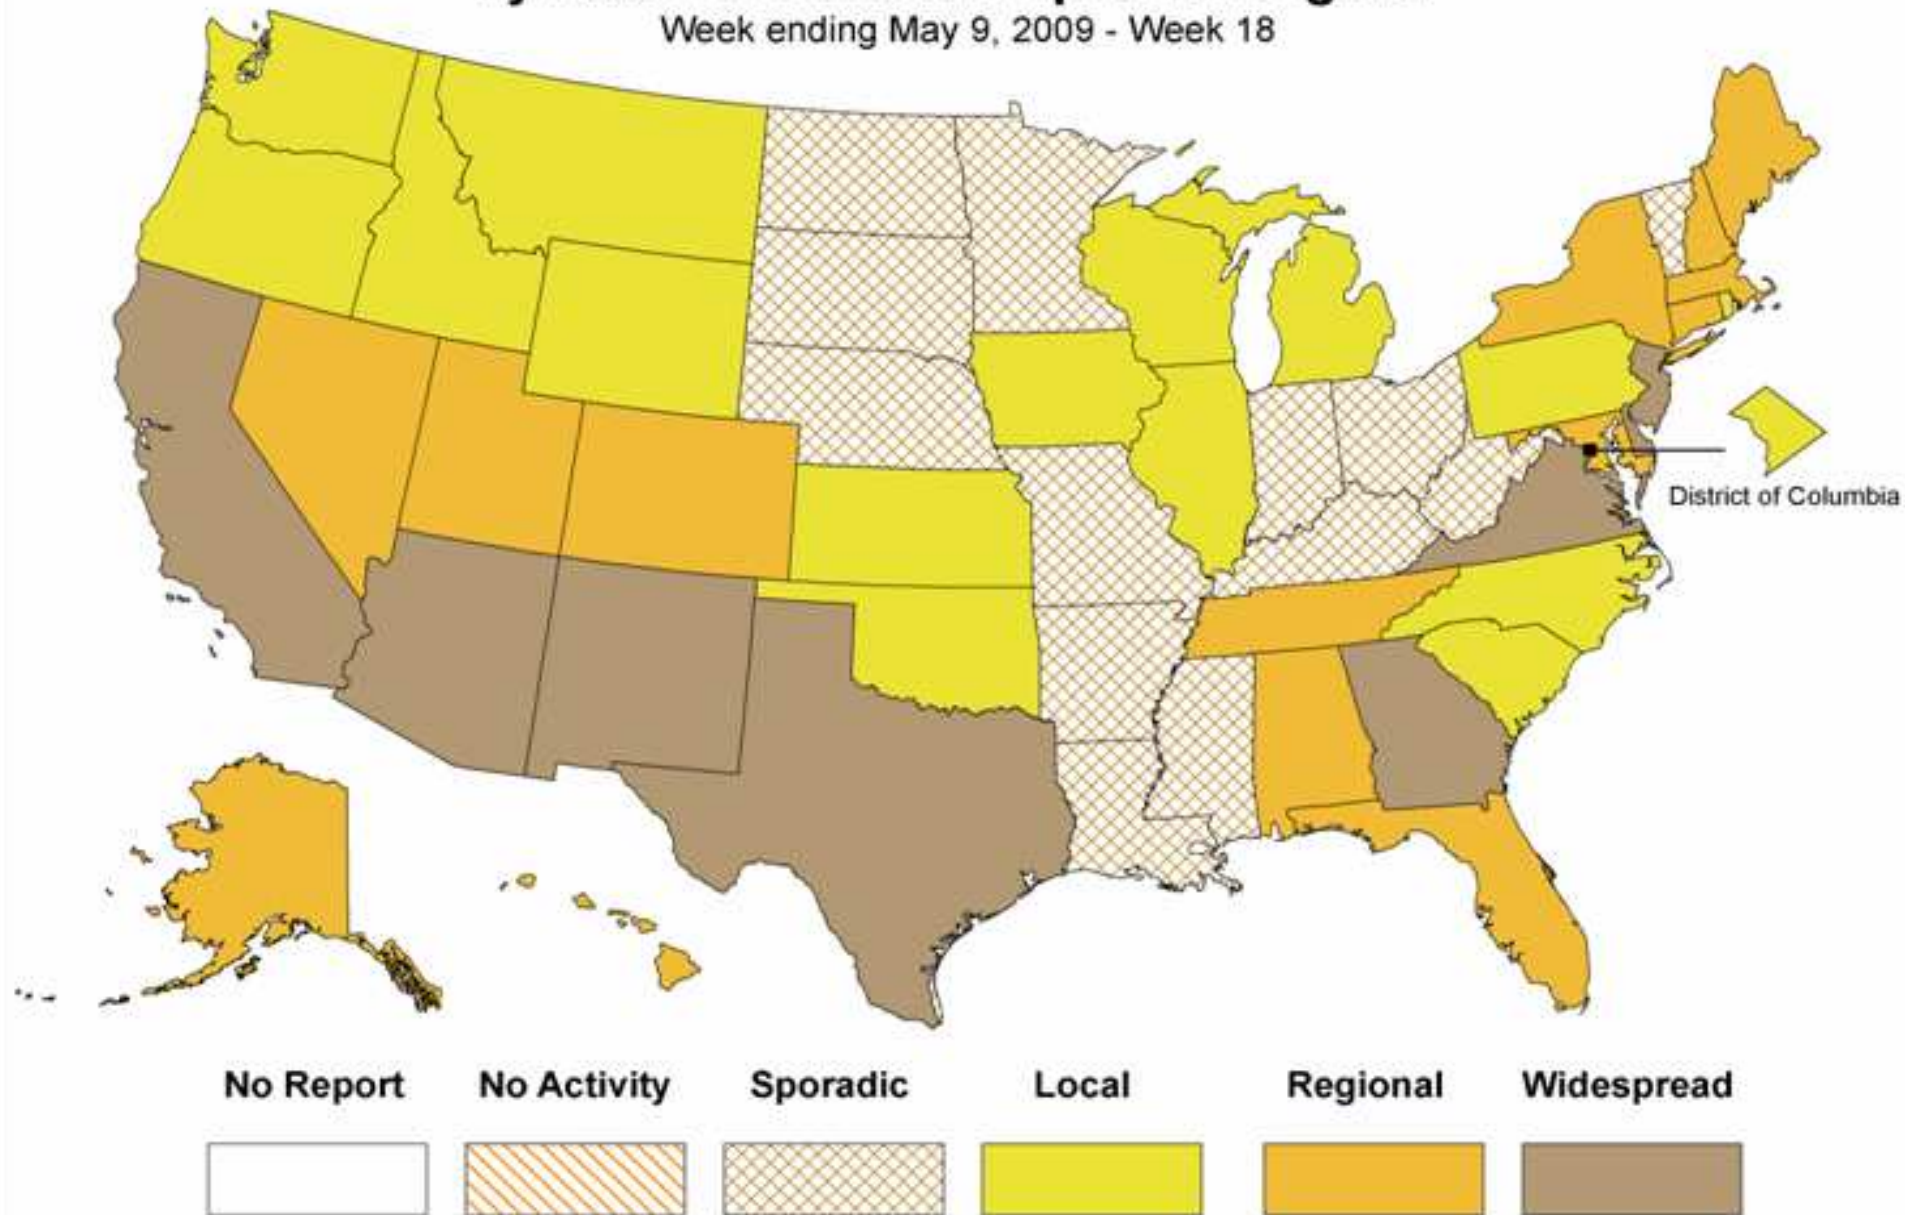 Week ending May 9, 2009 - Week 18
District of Columbia
No Report No Activity Sporadic Local Regional Widespread